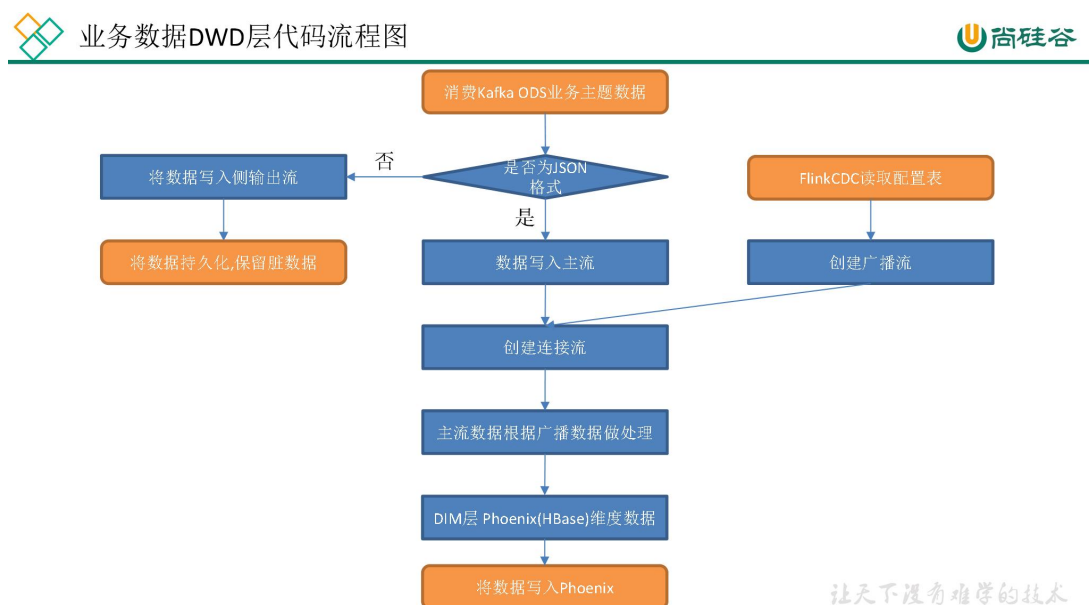 业务数据DWD层代码流程图
尚硅谷
消费Kafka ODS业务主题数据
否
是否为JSON
格式
将数据写入侧输出流
FlinkCDC读取配置表
是
将数据持久化,保留脏数据
数据写入主流
创建广播流
创建连接流
主流数据根据广播数据做处理
DIM层 Phoenix(HBase)维度数据
将数据写入Phoenix
让天下没有难学的技术